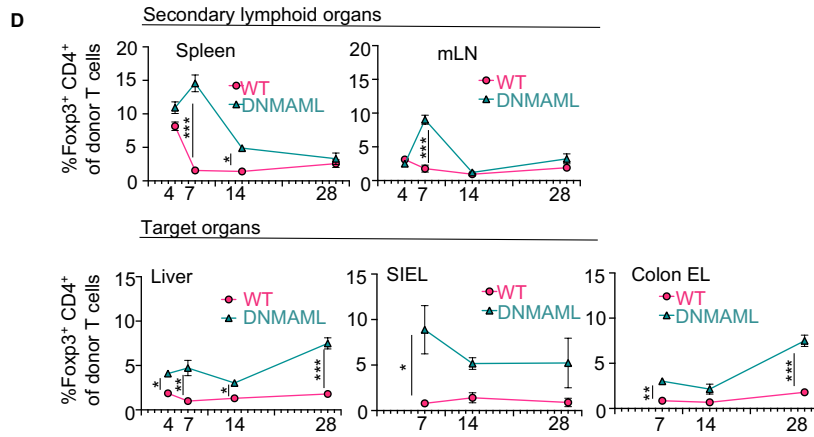 D
Secondary lymphoid organs
%Foxp3+ CD4+
of donor T cells
Spleen
20
15
10
5
0
WT
DNMAML
***
*
4 7 14 28
mLN
20
15
10
5
0
WT
DNMAML
***
4 7 14 28
Target organs
%Foxp3+ CD4+
of donor T cells
Liver
15
10
5
0
WT
DNMAML
*
**
*
***
4 7 14 28
SIEL
15
10
5
0
WT
DNMAML
*
7 14 28
Colon EL
15
10
5
0
WT
DNMAML
**
***
7 14 28